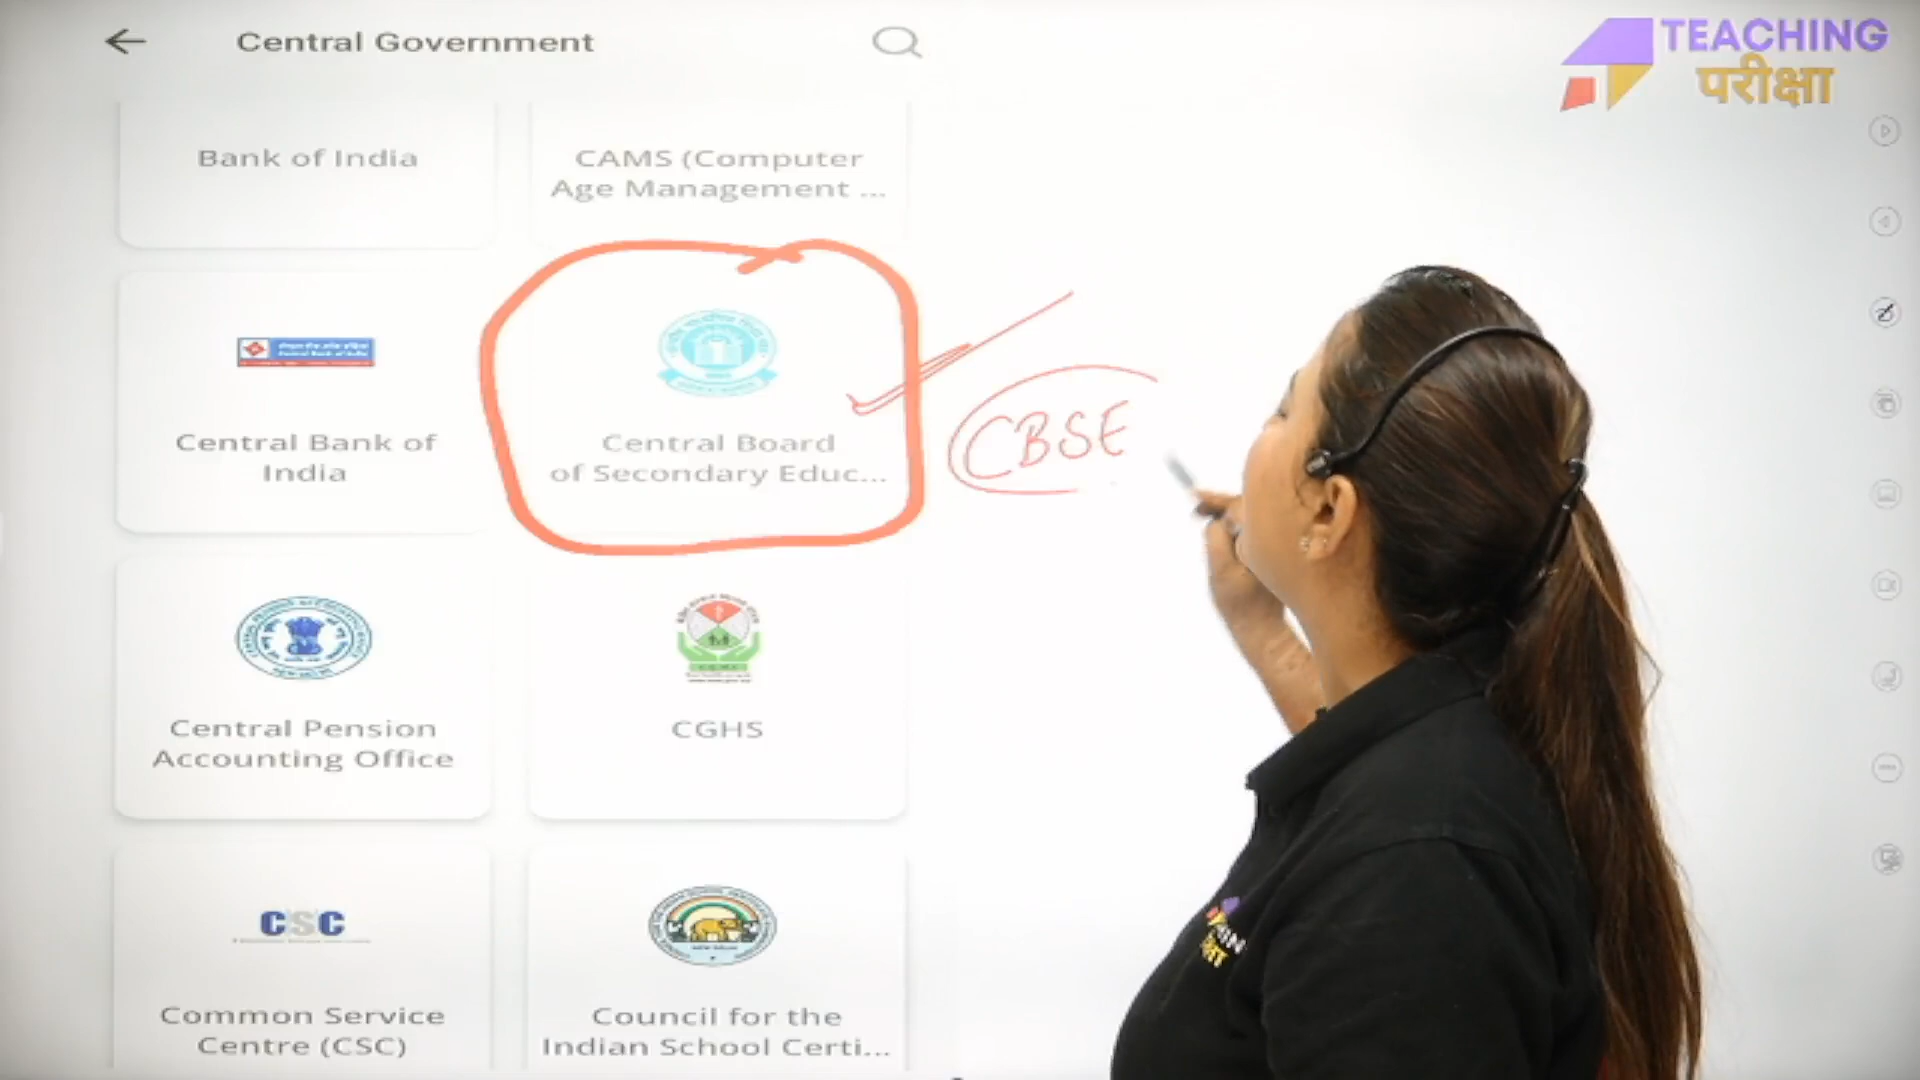 Central Government
TEACHING
परीक्षा
Bank of India
CAMS (Computer
Age Management ...
Central Bank of
India
Central Board
of Secondary Educ...
CBSE
Central Pension
Accounting Office
CGHS
CSC
Common Service
Centre (CSC)
Council for the
Indian School Certi...